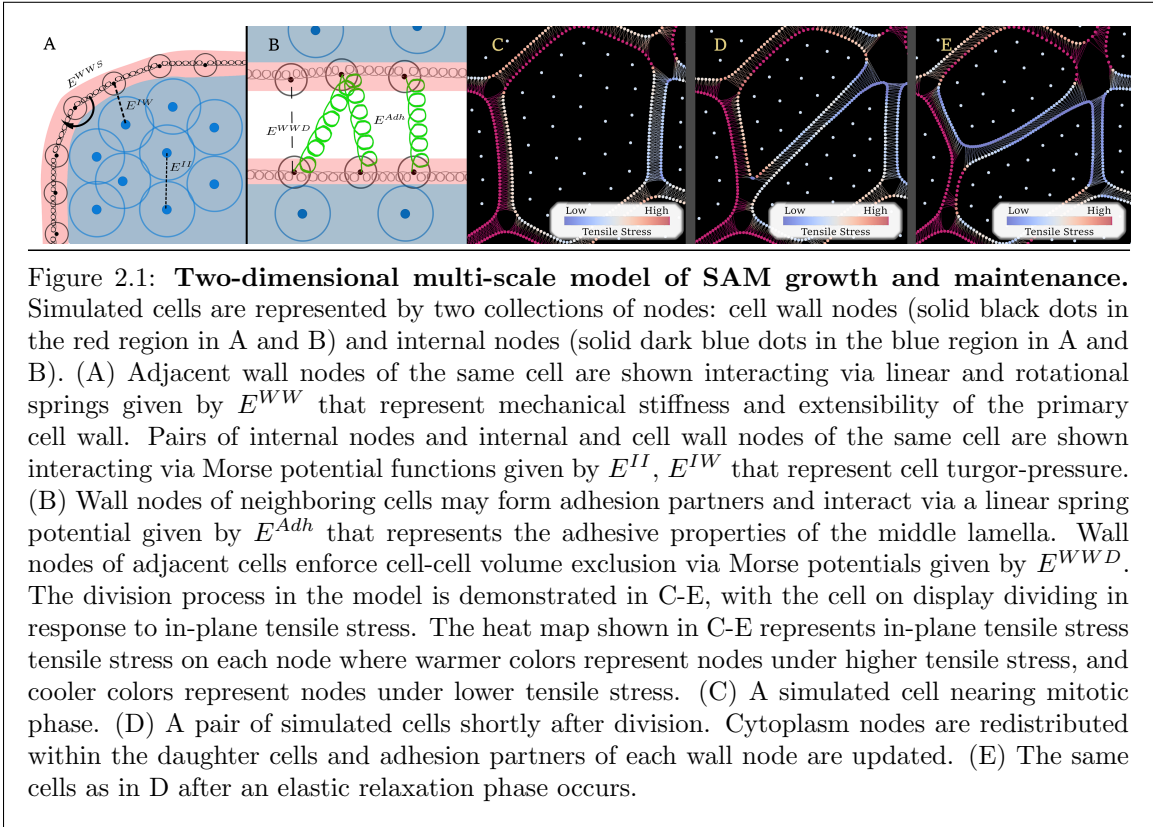 A
E^{WWS}
E^{IW}
E^{II}
B
E^{WWD}
E^{Adh}
C
Low High
Tensile Stress
D
Low High
Tensile Stress
E
Low High
Tensile Stress
Figure 2.1: Two-dimensional multi-scale model of SAM growth and maintenance.
Simulated cells are represented by two collections of nodes: cell wall nodes (solid black dots in
the red region in A and B) and internal nodes (solid dark blue dots in the blue region in A and
B). (A) Adjacent wall nodes of the same cell are shown interacting via linear and rotational
springs given by E^{WW} that represent mechanical stiffness and extensibility of the primary
cell wall. Pairs of internal nodes and internal and cell wall nodes of the same cell are shown
interacting via Morse potential functions given by E^{II}, E^{IW} that represent cell turgor-pressure.
(B) Wall nodes of neighboring cells may form adhesion partners and interact via a linear spring
potential given by E^{Adh} that represents the adhesive properties of the middle lamella. Wall
nodes of adjacent cells enforce cell-cell volume exclusion via Morse potentials given by E^{WWD}.
The division process in the model is demonstrated in C-E, with the cell on display dividing in
response to in-plane tensile stress. The heat map shown in C-E represents in-plane tensile stress
tensile stress on each node where warmer colors represent nodes under higher tensile stress, and
cooler colors represent nodes under lower tensile stress. (C) A simulated cell nearing mitotic
phase. (D) A pair of simulated cells shortly after division. Cytoplasm nodes are redistributed
within the daughter cells and adhesion partners of each wall node are updated. (E) The same
cells as in D after an elastic relaxation phase occurs.